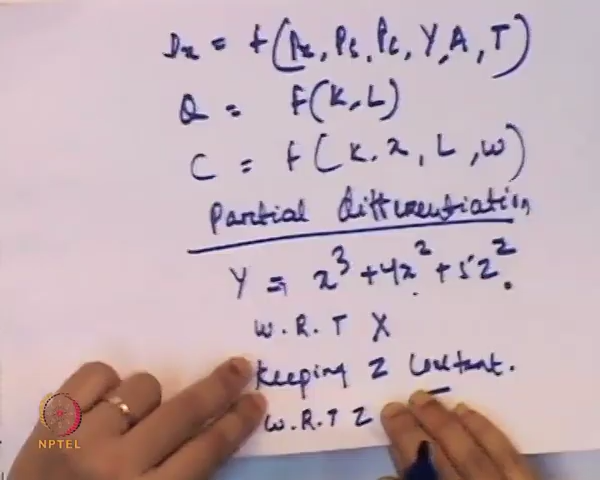 Dx = f(Px, Ps, Pc, Y, A, T)
Q = f(K, L)
C = f(K. r, L, w)
Partial differentiation
Y = x³ + 4x² + 5z².
W.R.T X
Keeping Z constant.
W.R.T Z
NPTEL